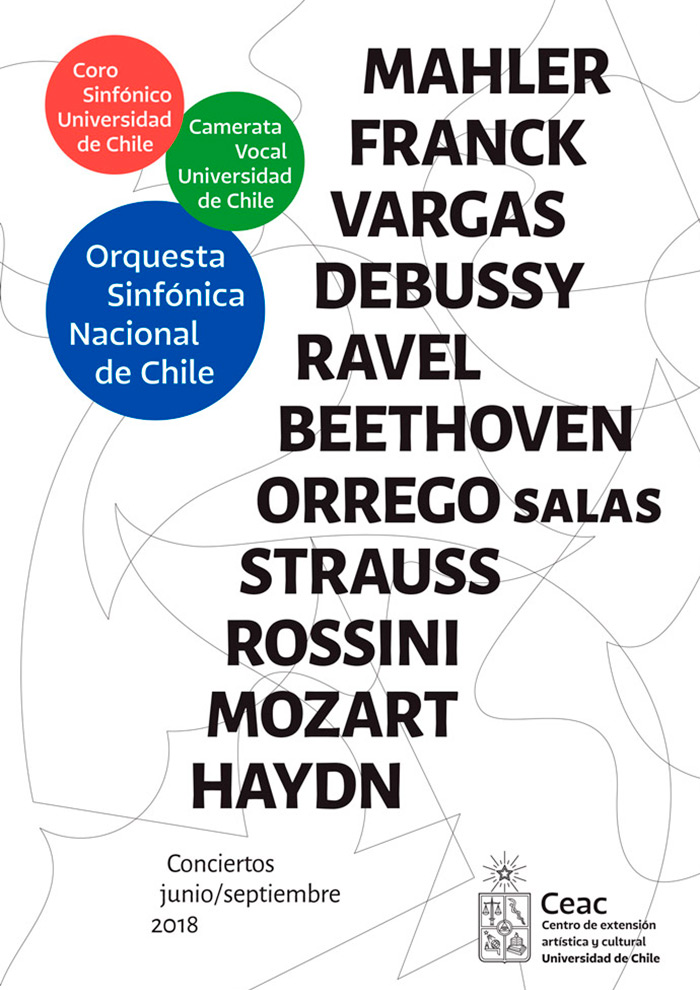 Coro
Sinfónico
Universidad
de Chile
Camerata
Vocal
Universidad
de Chile
Orquesta
Sinfónica
Nacional
de Chile
MAHLER
FRANCK
VARGAS
DEBUSSY
RAVEL
BEETHOVEN
ORREGO SALAS
STRAUSS
ROSSINI
MOZART
HAYDN
Conciertos
junio/septiembre
2018
Ceac
Centro de extensión
artística y cultural
Universidad de Chile